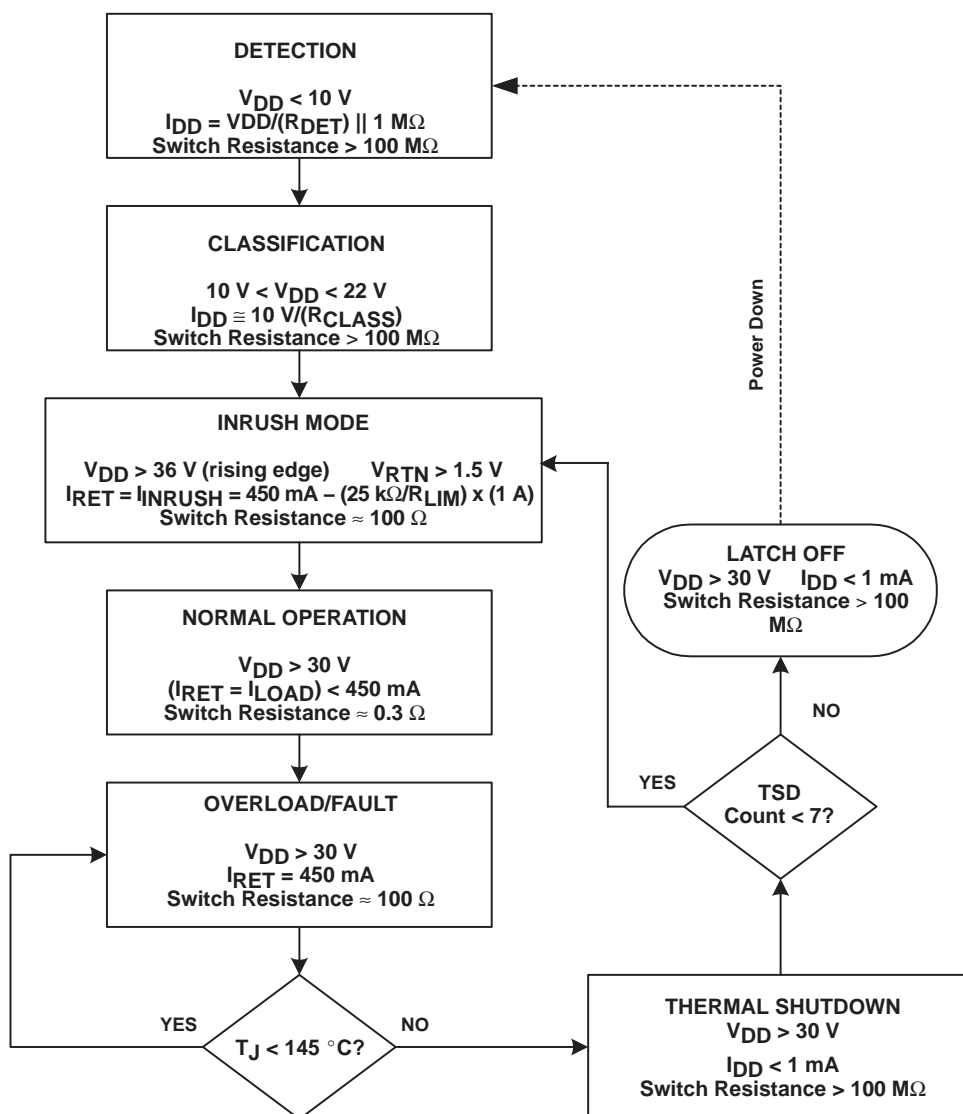 DETECTION
VDD < 10 V
IDD = VDD/(RDET) || 1 MΩ
Switch Resistance > 100 MΩ
CLASSIFICATION
10 V < VDD < 22 V
IDD ≅ 10 V/(RCLASS)
Switch Resistance > 100 MΩ
INRUSH MODE
VDD > 36 V (rising edge) VRTN > 1.5 V
IRET = IINRUSH = 450 mA – (25 kΩ/RLIM) x (1 A)
Switch Resistance ≈ 100 Ω
NORMAL OPERATION
VDD > 30 V
(IRET = ILOAD) < 450 mA
Switch Resistance ≈ 0.3 Ω
OVERLOAD/FAULT
VDD > 30 V
IRET = 450 mA
Switch Resistance ≈ 100 Ω
YES
TJ < 145 °C?
NO
THERMAL SHUTDOWN
VDD > 30 V
IDD < 1 mA
Switch Resistance > 100 MΩ
YES
TSD
Count < 7?
NO
LATCH OFF
VDD > 30 V IDD < 1 mA
Switch Resistance > 100
MΩ
Power Down